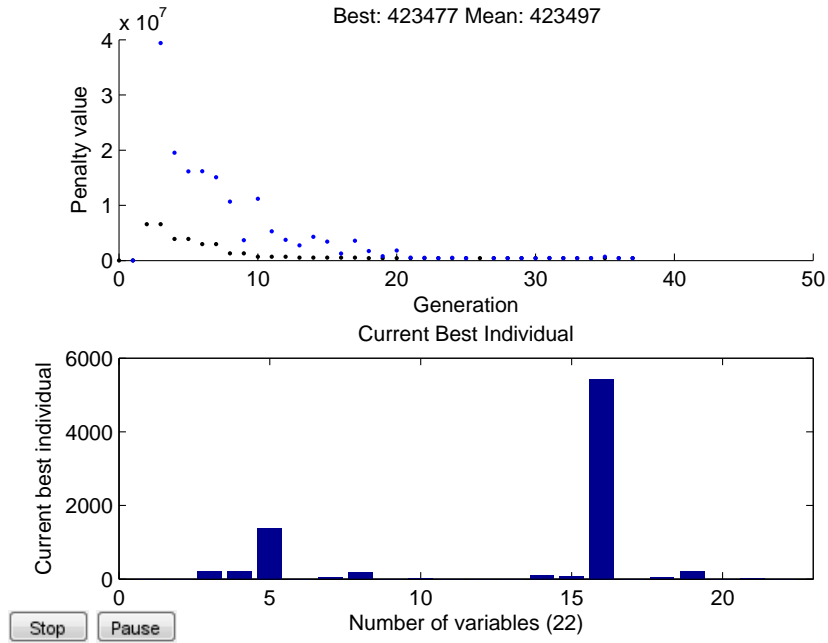 Best: 423477 Mean: 423497
x 10^7
4
3
2
1
0
Penalty value
0 10 20 30 40 50
Generation
Current Best Individual
6000
4000
2000
0
Current best individual
0 5 10 15 20
Number of variables (22)
Stop Pause